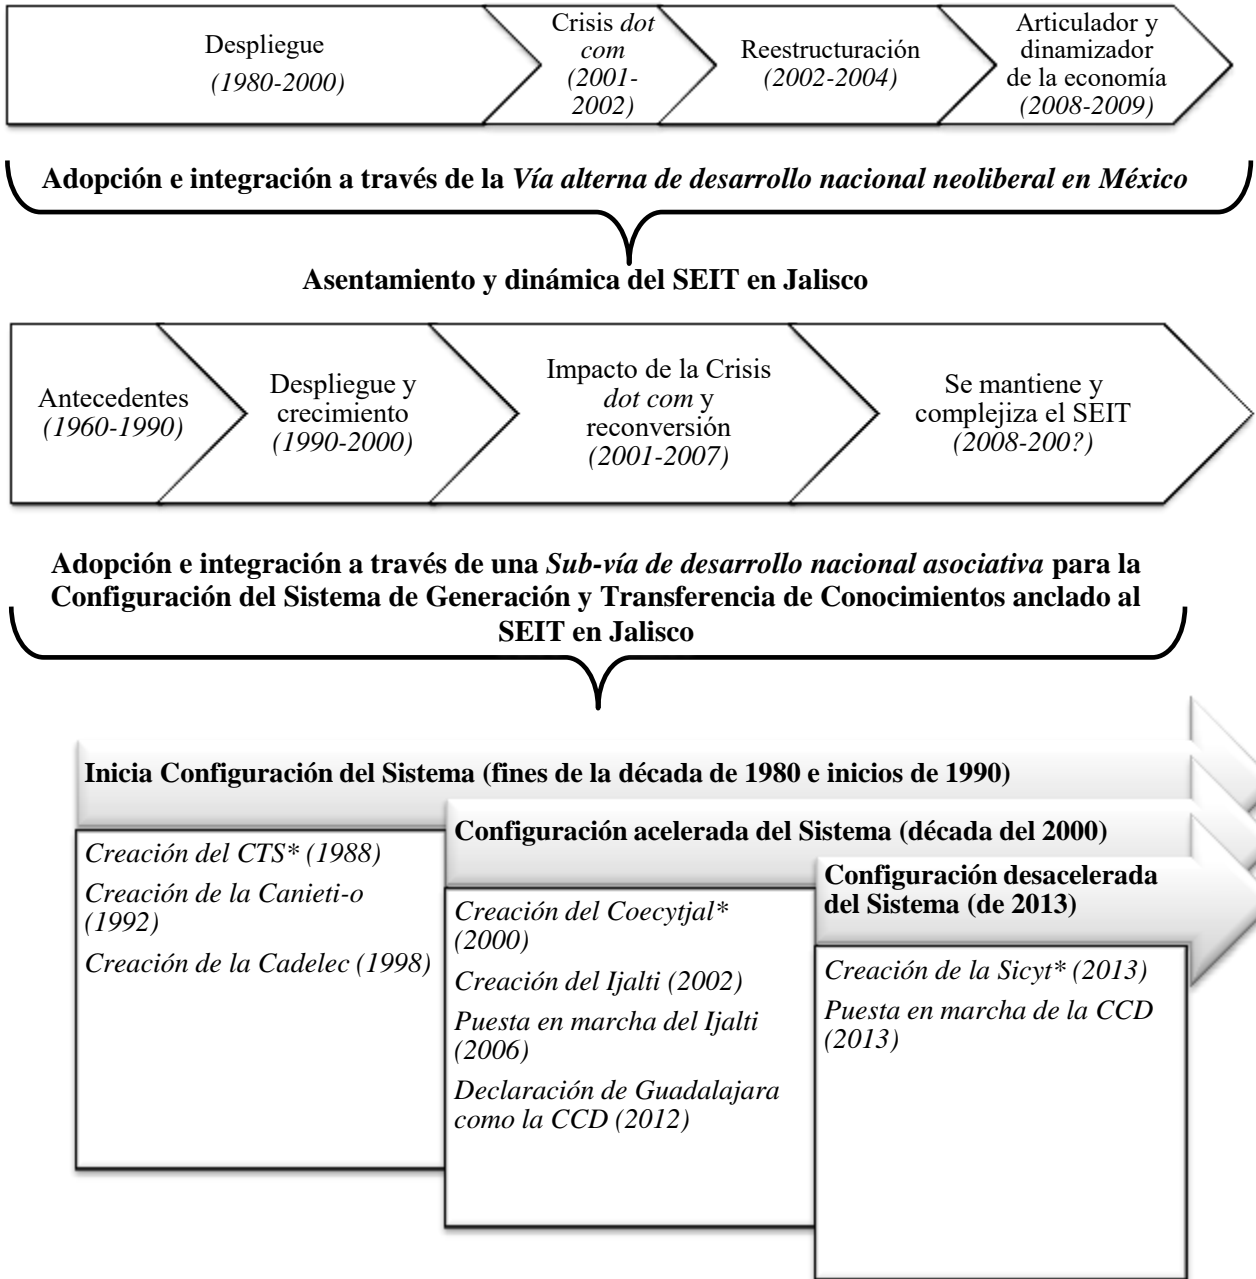 Despliegue
(1980-2000)
Crisis dot
com
(2001-
2002)
Reestructuración
(2002-2004)
Articulador y
dinamizador
de la economía
(2008-2009)
Adopción e integración a través de la Vía alterna de desarrollo nacional neoliberal en México
Asentamiento y dinámica del SEIT en Jalisco
Antecedentes
(1960-1990)
Despliegue y
crecimiento
(1990-2000)
Impacto de la Crisis
dot com y
reconversión
(2001-2007)
Se mantiene y
complejiza el SEIT
(2008-200?)
Adopción e integración a través de una Sub-vía de desarrollo nacional asociativa para la
Configuración del Sistema de Generación y Transferencia de Conocimientos anclado al
SEIT en Jalisco
Inicia Configuración del Sistema (fines de la década de 1980 e inicios de 1990)
Creación del CTS* (1988)
Creación de la Canieti-o
(1992)
Creación de la Cadelec (1998)
Configuración acelerada del Sistema (década del 2000)
Creación del Coecytjal*
(2000)
Creación del Ijalti (2002)
Puesta en marcha del Ijalti
(2006)
Declaración de Guadalajara
como la CCD (2012)
Configuración desacelerada
del Sistema (de 2013)
Creación de la Sicyt* (2013)
Puesta en marcha de la CCD
(2013)